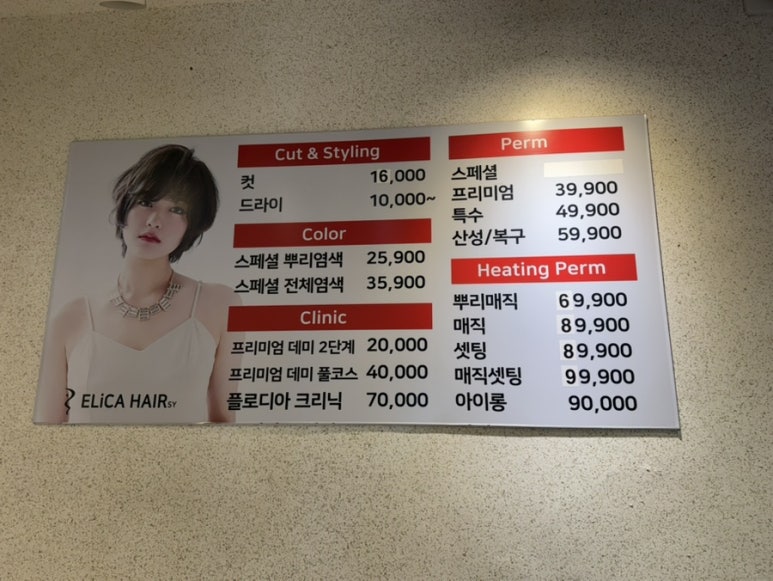 Cut & Styling
컷 16,000
드라이 10,000~
Color
스페셜 뿌리염색 25,900
스페셜 전체염색 35,900
Clinic
프리미엄 데미 2단계 20,000
프리미엄 데미 풀코스 40,000
플로디아 크리닉 70,000
ELiCA HAIR SY
Perm
스페셜
프리미엄 39,900
특수 49,900
산성/복구 59,900
Heating Perm
뿌리매직 69,900
매직 89,900
셋팅 89,900
매직셋팅 99,900
아이롱 90,000